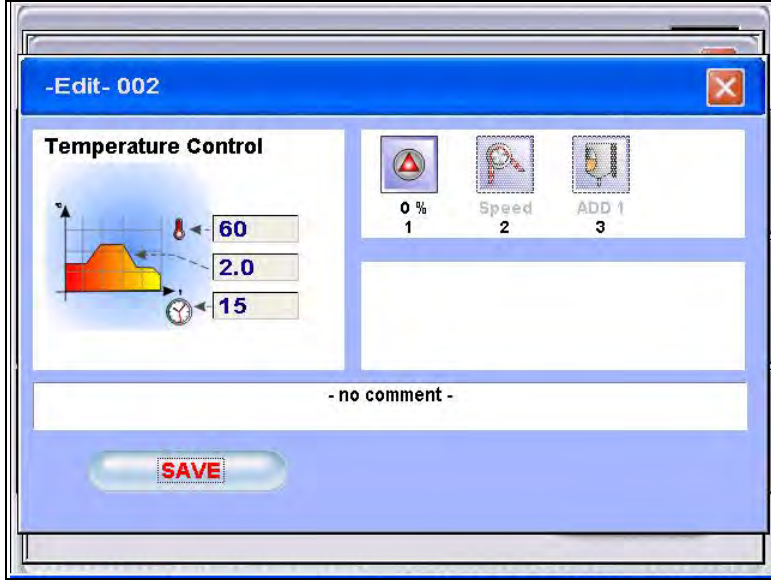 -Edit- 002
Temperature Control
60
2.0
15
0 % Speed ADD 1
1 2 3
- no comment -
SAVE